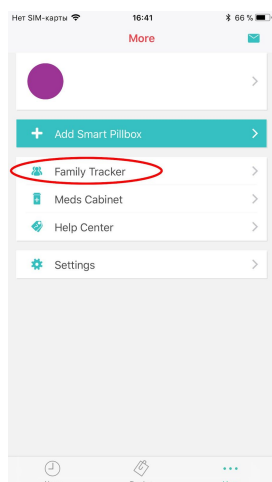 Нет SIM-карты 16:41 66 %
More
Add Smart Pillbox
Family Tracker
Meds Cabinet
Help Center
Settings